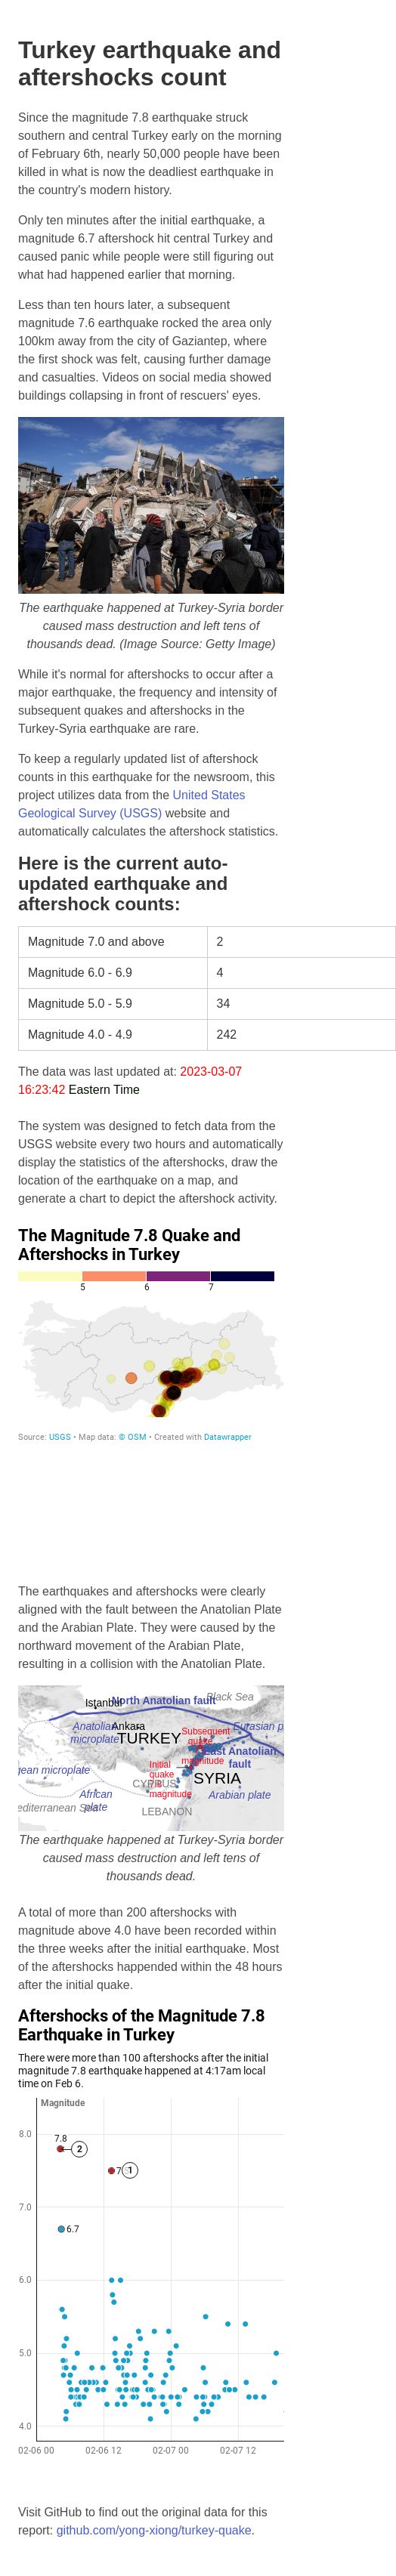 Turkey earthquake and
aftershocks count
Since the magnitude 7.8 earthquake struck
southern and central Turkey early on the morning
of February 6th, nearly 50,000 people have been
killed in what is now the deadliest earthquake in
the country's modern history.
Only ten minutes after the initial earthquake, a
magnitude 6.7 aftershock hit central Turkey and
caused panic while people were still figuring out
what had happened earlier that morning.
Less than ten hours later, a subsequent
magnitude 7.6 earthquake rocked the area only
100km away from the city of Gaziantep, where
the first shock was felt, causing further damage
and casualties. Videos on social media showed
buildings collapsing in front of rescuers' eyes.
The earthquake happened at Turkey-Syria border
caused mass destruction and left tens of
thousands dead. (Image Source: Getty Image)
While it's normal for aftershocks to occur after a
major earthquake, the frequency and intensity of
subsequent quakes and aftershocks in the
Turkey-Syria earthquake are rare.
To keep a regularly updated list of aftershock
counts in this earthquake for the newsroom, this
project utilizes data from the United States
Geological Survey (USGS) website and
automatically calculates the aftershock statistics.
Here is the current auto-
updated earthquake and
aftershock counts:
Magnitude 7.0 and above 2
Magnitude 6.0 - 6.9 4
Magnitude 5.0 - 5.9 34
Magnitude 4.0 - 4.9 242
The data was last updated at: 2023-03-07
16:23:42 Eastern Time
The system was designed to fetch data from the
USGS website every two hours and automatically
display the statistics of the aftershocks, draw the
location of the earthquake on a map, and
generate a chart to depict the aftershock activity.
The Magnitude 7.8 Quake and
Aftershocks in Turkey
5 6 7
Source: USGS • Map data: © OSM • Created with Datawrapper
The earthquakes and aftershocks were clearly
aligned with the fault between the Anatolian Plate
and the Arabian Plate. They were caused by the
northward movement of the Arabian Plate,
resulting in a collision with the Anatolian Plate.
Black Sea
Istanbul
North Anatolian fault
Anatolian
microplate
Ankara
TURKEY
Subsequent
quake
magnitude
Eurasian p
East Anatolian
fault
gean microplate
Initial
quake
magnitude
CYPRUS
SYRIA
African
plate
Arabian plate
editerranean Sea
LEBANON
The earthquake happened at Turkey-Syria border
caused mass destruction and left tens of
thousands dead.
A total of more than 200 aftershocks with
magnitude above 4.0 have been recorded within
the three weeks after the initial earthquake. Most
of the aftershocks happended within the 48 hours
after the initial quake.
Aftershocks of the Magnitude 7.8
Earthquake in Turkey
There were more than 100 aftershocks after the initial
magnitude 7.8 earthquake happened at 4:17am local
time on Feb 6.
Magnitude
8.0
7.8
2
1
7.0
6.7
6.0
5.0
4.0
02-06 00 02-06 12 02-07 00 02-07 12
Visit GitHub to find out the original data for this
report: github.com/yong-xiong/turkey-quake.